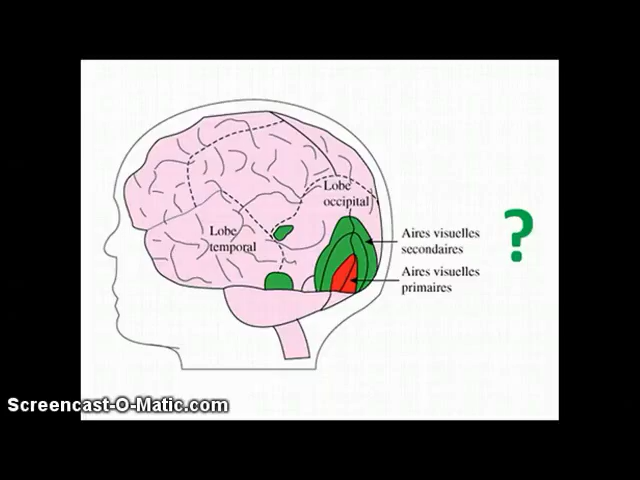 Lobe
occipital
Lobe
temporal
Aires visuelles
secondaires
?
Aires visuelles
primaires
Screencast-O-Matic.com